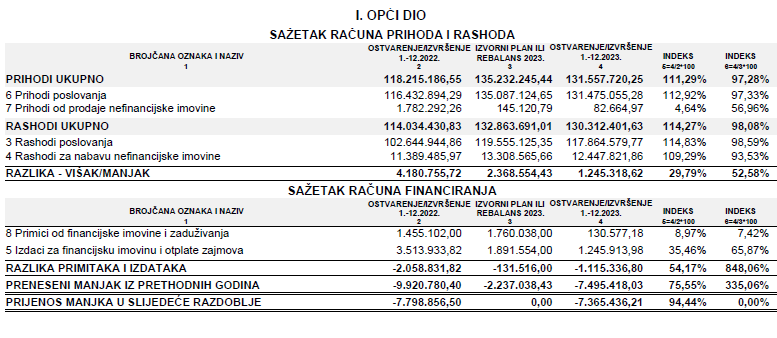 I. OPĆI DIO
SAŽETAK RAČUNA PRIHODA I RASHODA
BROJČANA OZNAKA I NAZIV OSTVARENJE/IZVRŠENJE 1.-12.2022. IZVORNI PLAN ILI REBALANS 2023. OSTVARENJE/IZVRŠENJE 1.-12.2023. INDEKS INDEKS
1 2 3 4 5=4/2*100 6=4/3*100
PRIHODI UKUPNO 118.215.186,55 135.232.245,44 131.557.720,25 111,29% 97,28%
6 Prihodi poslovanja 116.432.894,29 135.087.124,65 131.475.055,28 112,92% 97,33%
7 Prihodi od prodaje nefinancijske imovine 1.782.292,26 145.120,79 82.664,97 4,64% 56,96%
RASHODI UKUPNO 114.034.430,83 132.863.691,01 130.312.401,63 114,27% 98,08%
3 Rashodi poslovanja 102.644.944,86 119.555.125,35 117.864.579,77 114,83% 98,59%
4 Rashodi za nabavu nefinancijske imovine 11.389.485,97 13.308.565,66 12.447.821,86 109,29% 93,53%
RAZLIKA - VIŠAK/MANJAK 4.180.755,72 2.368.554,43 1.245.318,62 29,79% 52,58%
SAŽETAK RAČUNA FINANCIRANJA
BROJČANA OZNAKA I NAZIV OSTVARENJE/IZVRŠENJE 1.-12.2022. IZVORNI PLAN ILI REBALANS 2023. OSTVARENJE/IZVRŠENJE 1.-12.2023. INDEKS INDEKS
1 2 3 4 5=4/2*100 6=4/3*100
8 Primici od financijske imovine i zaduživanja 1.455.102,00 1.760.038,00 130.577,18 8,97% 7,42%
5 Izdaci za financijsku imovinu i otplate zajmova 3.513.933,82 1.891.554,00 1.245.913,98 35,46% 65,87%
RAZLIKA PRIMITAKA I IZDATAKA -2.058.831,82 -131.516,00 -1.115.336,80 54,17% 848,06%
PRENESENI MANJAK IZ PRETHODNIH GODINA -9.920.780,40 -2.237.038,43 -7.495.418,03 75,55% 335,06%
PRIJENOS MANJKA U SLIJEDEĆE RAZDOBLJE -7.798.856,50 0,00 -7.365.436,21 94,44% 0,00%